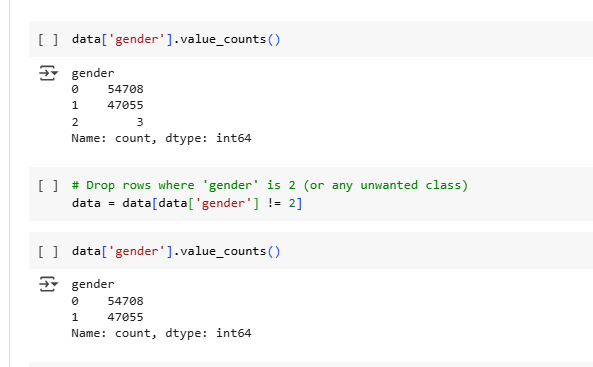 [ ] data['gender'].value_counts()
gender
0    54708
1    47055
2        3
Name: count, dtype: int64
[ ] # Drop rows where 'gender' is 2 (or any unwanted class)
data = data[data['gender'] != 2]
[ ] data['gender'].value_counts()
gender
0    54708
1    47055
Name: count, dtype: int64